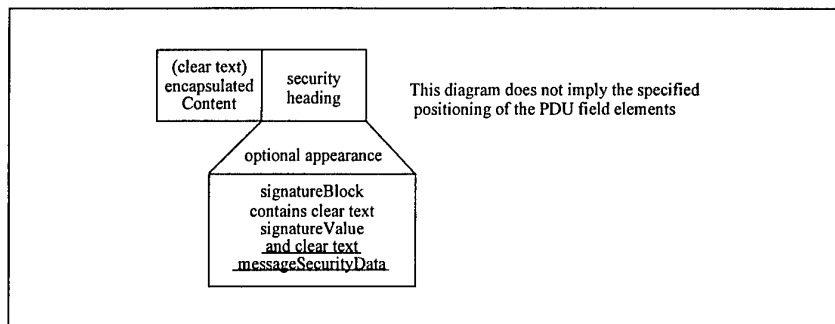 (clear text)
encapsulated
Content
security
heading
This diagram does not imply the specified
positioning of the PDU field elements
optional appearance
signatureBlock
contains clear text
signatureValue
and clear text
messageSecurityData